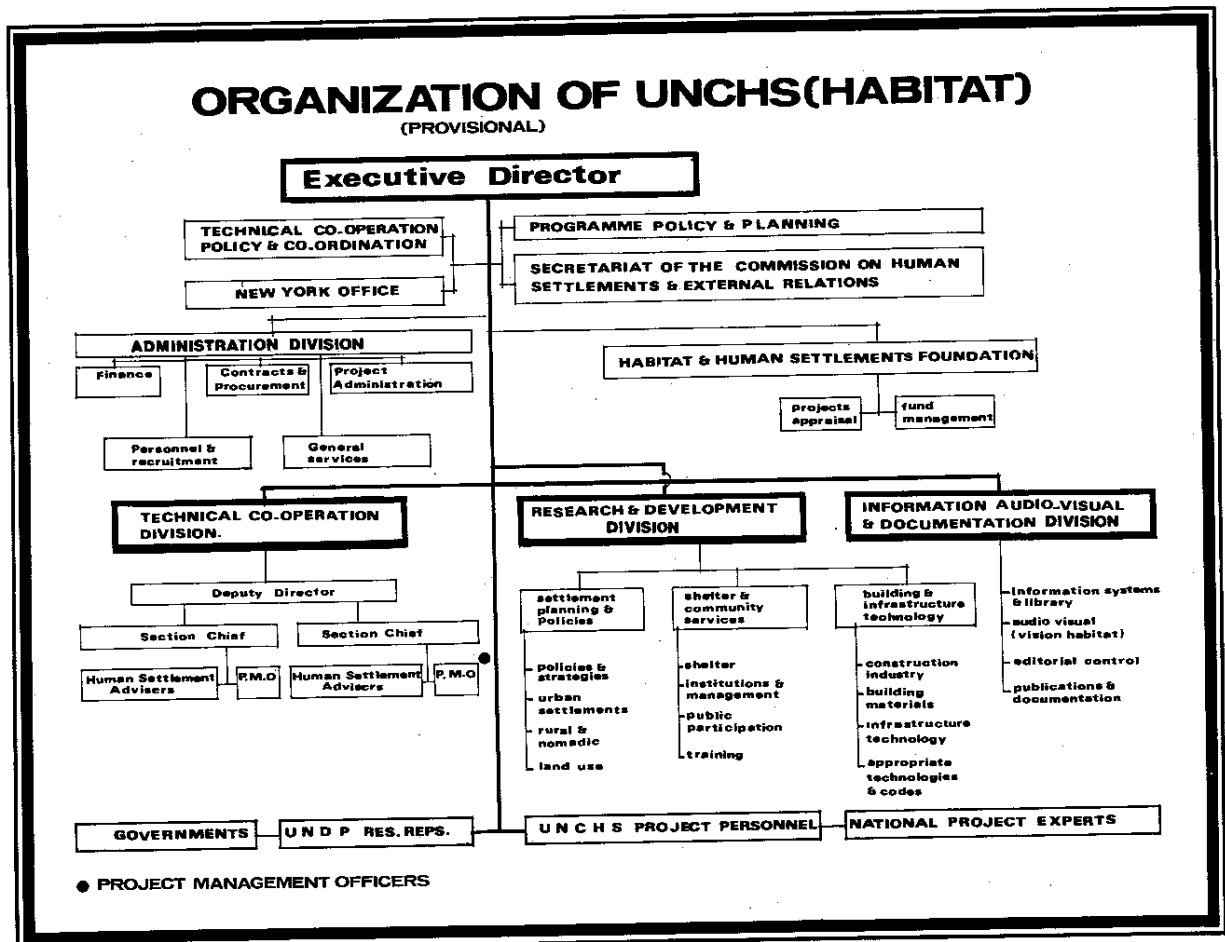 ORGANIZATION OF UNCHS(HABITAT)
(PROVISIONAL)
Executive Director
TECHNICAL CO-OPERATION
POLICY & CO.ORDINATION
PROGRAMME POLICY & PLANNING
NEW YORK OFFICE
SECRETARIAT OF THE COMMISSION ON HUMAN
SETTLEMENTS & EXTERNAL RELATIONS
ADMINISTRATION DIVISION
Finance
Contracts &
procurement
Project
Administration
Personnel &
recruitment
General
services
HABITAT & HUMAN SETTLEMENTS FOUNDATION
projects
appraisal
fund
management
TECHNICAL CO-OPERATION
DIVISION.
Deputy Director
Section Chief
Section Chief
Human Settlement
Advisers
P.M.O
Human Settlement
Advisers
P.M.O
RESEARCH & DEVELOPMENT
DIVISION
settlement
planning &
Policies
policies &
strategies
urban
settlements
rural &
nomadic
land use
shelter &
community
services
shelter
institutions &
management
public
participation
training
building &
infrastructure
technology
construction
industry
building
materials
infrastructure
technology
appropriate
technologies
& codes
INFORMATION AUDIO-VISUAL
& DOCUMENTATION DIVISION
Information systems
& library
audio visual
(vision habitat)
editorial control
publications &
documentation
GOVERNMENTS
UNDP RES. REPS.
UNCHS PROJECT PERSONNEL
NATIONAL PROJECT EXPERTS
● PROJECT MANAGEMENT OFFICERS